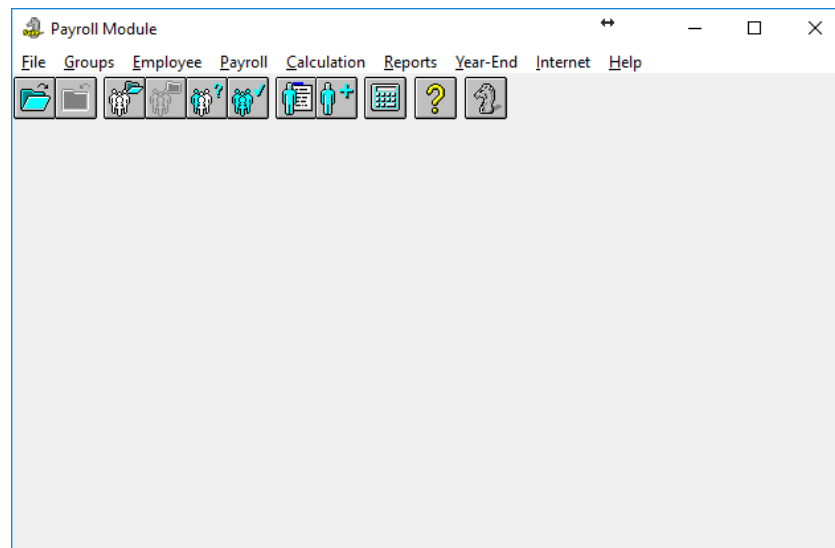 Payroll Module
File Groups Employee Payroll Calculation Reports Year-End Internet Help